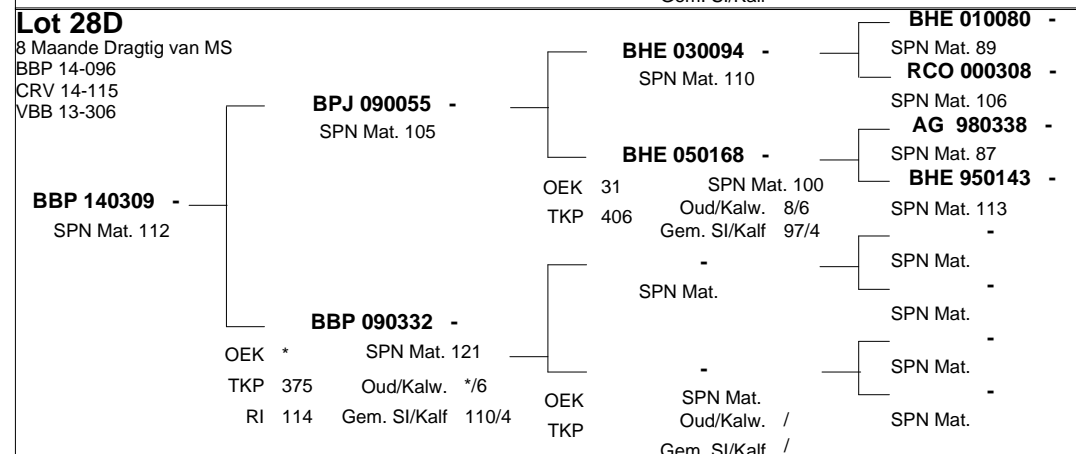 Gem. SI/Kalf
Lot 28D
8 Maande Dragtig van MS
BBP 14-096
CRV 14-115
VBB 13-306
BBP 140309 -
SPN Mat. 112
BPJ 090055 -
SPN Mat. 105
BBP 090332 -
OEK * SPN Mat. 121
TKP 375 Oud/Kalw. */6
RI 114 Gem. SI/Kalf 110/4
BHE 030094 -
SPN Mat. 110
BHE 050168 -
OEK 31 SPN Mat. 100
TKP 406 Oud/Kalw. 8/6
Gem. SI/Kalf 97/4
-
SPN Mat.
-
OEK SPN Mat.
TKP Oud/Kalw. /
Gem. SI/Kalf /
BHE 010080 -
SPN Mat. 89
RCO 000308 -
SPN Mat. 106
AG 980338 -
SPN Mat. 87
BHE 950143 -
SPN Mat. 113
-
SPN Mat.
-
SPN Mat.
-
SPN Mat.
-
SPN Mat.